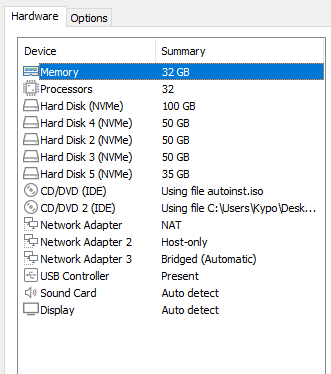 Hardware Options
Device Summary
Memory 32 GB
Processors 32
Hard Disk (NVMe) 100 GB
Hard Disk 4 (NVMe) 50 GB
Hard Disk 2 (NVMe) 50 GB
Hard Disk 3 (NVMe) 50 GB
Hard Disk 5 (NVMe) 35 GB
CD/DVD (IDE) Using file autoinst.iso
CD/DVD 2 (IDE) Using file C:\Users\Kypo\Desk...
Network Adapter NAT
Network Adapter 2 Host-only
Network Adapter 3 Bridged (Automatic)
USB Controller Present
Sound Card Auto detect
Display Auto detect